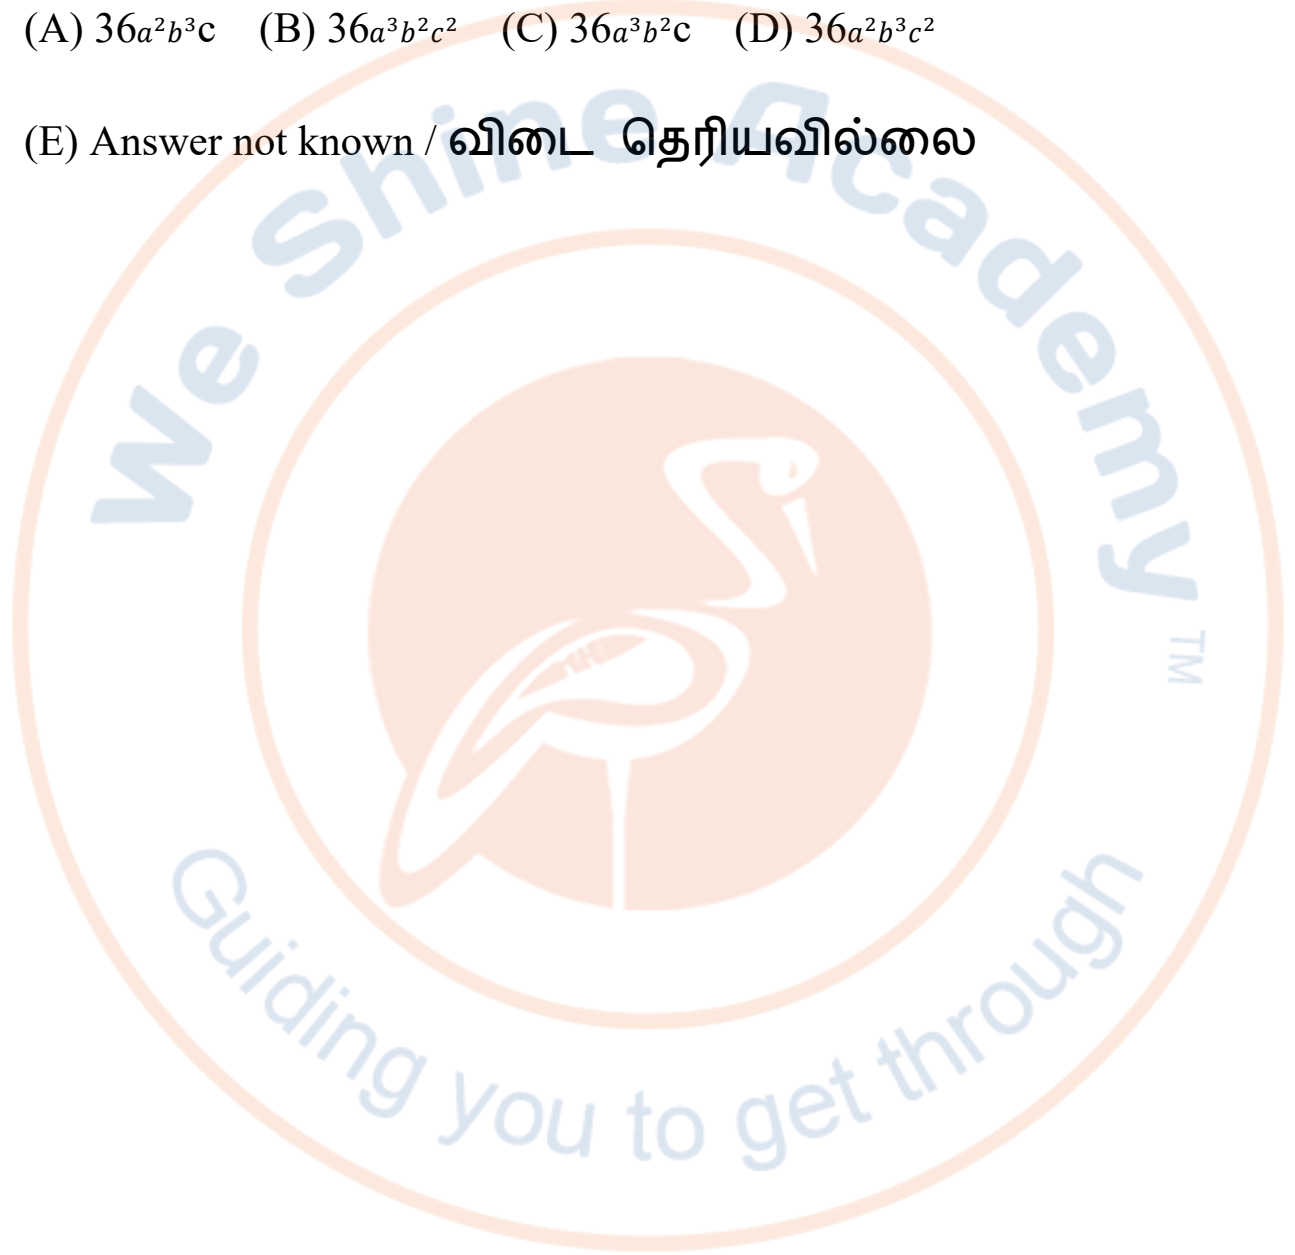 (A) 36a²b³c (B) 36a³b²c² (C) 36a³b²c (D) 36a²b³c²
(E) Answer not known / விடை தெரியவில்லை
We Shine Academy TM
Guiding you to get through